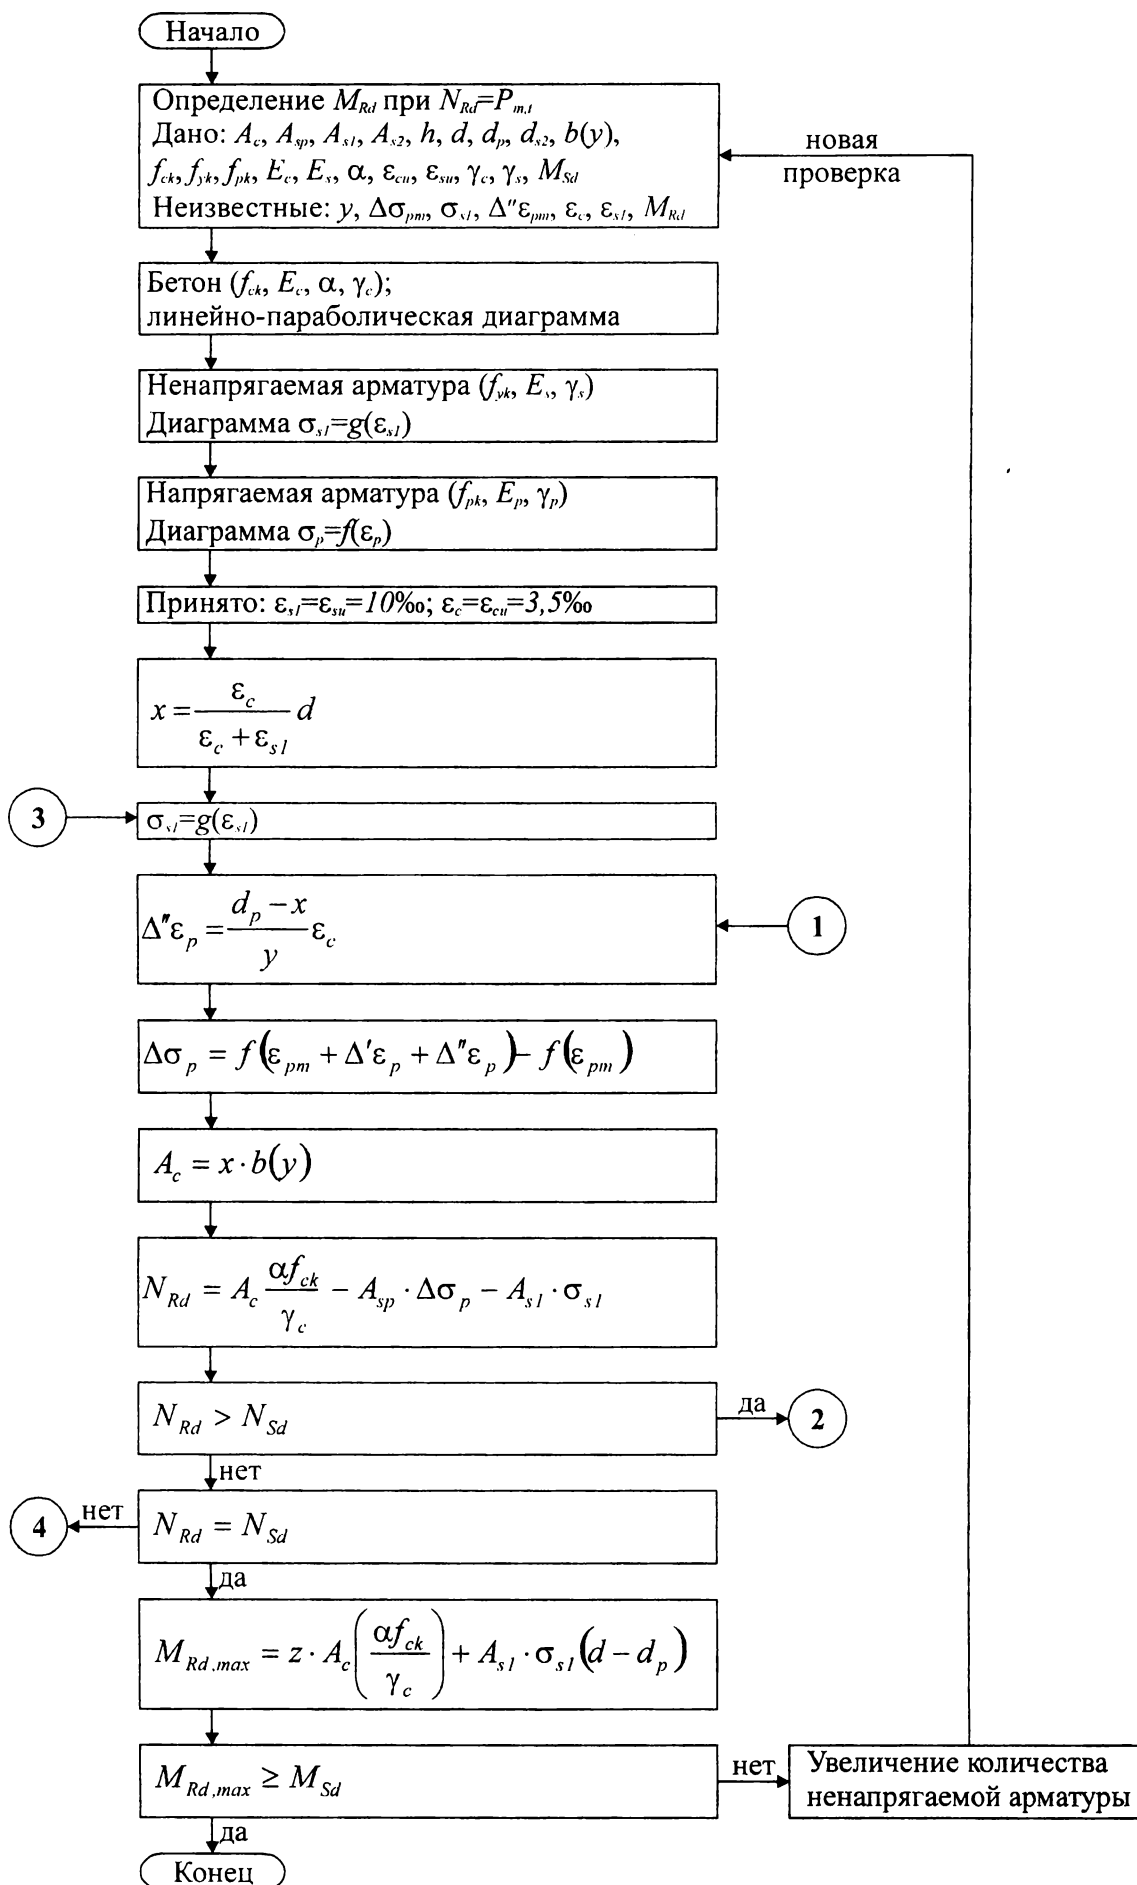 Начало
Определение M_Rd при N_Rd=P_m,t
Дано: A_c, A_sp, A_s1, A_s2, h, d, d_p, d_s2, b(y),
f_ck, f_yk, f_pk, E_c, E_s, α, ε_cu, ε_su, γ_c, γ_s, M_Sd
Неизвестные: y, Δσ_pm, σ_s1, Δ″ε_pm, ε_c, ε_s1, M_Rd
новая
проверка
Бетон (f_ck, E_c, α, γ_c);
линейно-параболическая диаграмма
Ненапрягаемая арматура (f_yk, E_s, γ_s)
Диаграмма σ_s1=g(ε_s1)
Напрягаемая арматура (f_pk, E_p, γ_p)
Диаграмма σ_p=f(ε_p)
Принято: ε_s1=ε_su=10‰; ε_c=ε_cu=3,5‰
x = ε_c / (ε_c + ε_s1) d
3
σ_s1=g(ε_s1)
Δ″ε_p = (d_p − x) / y ε_c
1
Δσ_p = f(ε_pm + Δ′ε_p + Δ″ε_p) − f(ε_pm)
A_c = x · b(y)
N_Rd = A_c αf_ck / γ_c − A_sp · Δσ_p − A_s1 · σ_s1
N_Rd > N_Sd
да
2
нет
4
нет
N_Rd = N_Sd
да
M_Rd,max = z · A_c (αf_ck / γ_c) + A_s1 · σ_s1 (d − d_p)
M_Rd,max ≥ M_Sd
нет
Увеличение количества
ненапрягаемой арматуры
да
Конец